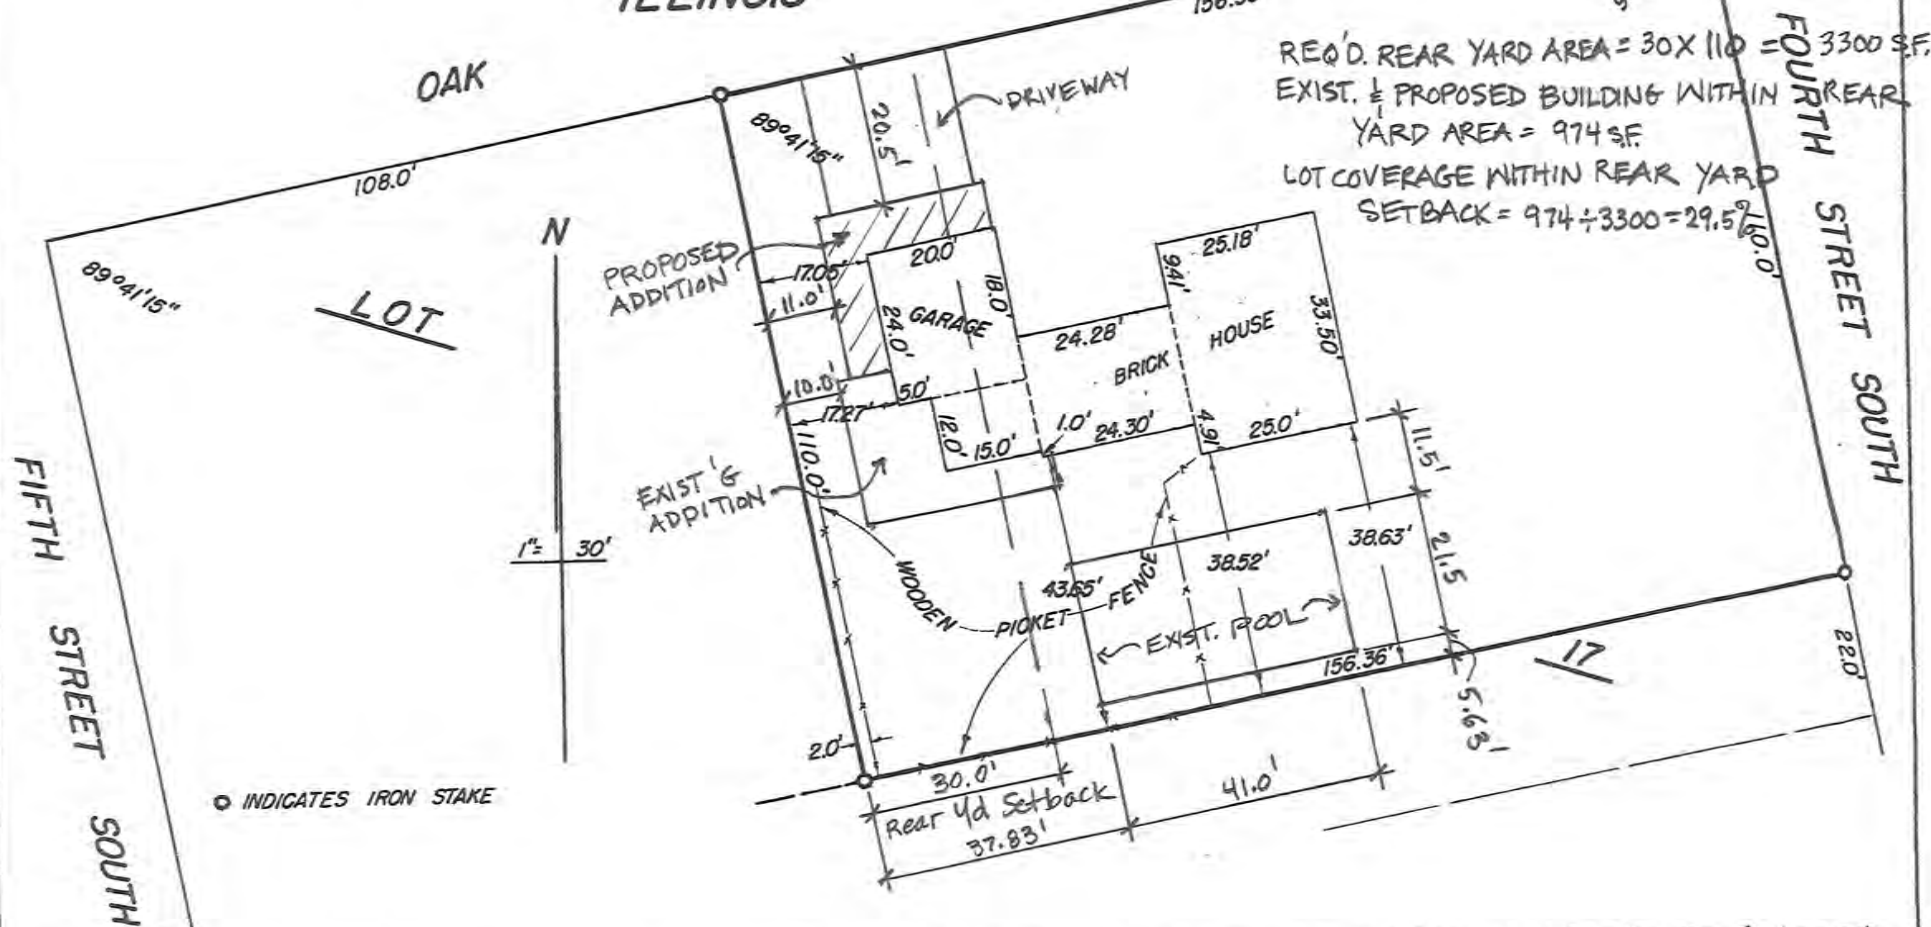 ILLINOIS
OAK
108.0'
89°41'15"
LOT
N
1"= 30'
FIFTH STREET SOUTH
O INDICATES IRON STAKE
89°41'15"
20.5'
DRIVEWAY
REQ'D. REAR YARD AREA = 30 X 110 = 3300 S.F.
EXIST. & PROPOSED BUILDING WITHIN REAR
YARD AREA = 974 S.F.
LOT COVERAGE WITHIN REAR YARD
SETBACK = 974 ÷ 3300 = 29.5%
FOURTH STREET SOUTH
110.0'
22.0'
PROPOSED
ADDITION
17.05'
11.0'
20.0'
18.0'
24.0'
GARAGE
10.0'
17.27'
5.0'
12.0'
15.0'
1.0'
24.28'
BRICK
HOUSE
25.18'
9.41'
33.50'
24.30'
4.91'
25.0'
11.5'
21.5
110.0'
EXIST'G
ADDITION
WOODEN PICKET FENCE
43.65'
38.52'
38.63'
EXIST. POOL
156.36'
17
5.63'
2.0'
30.0'
Rear Yd Setback
37.83'
41.0'